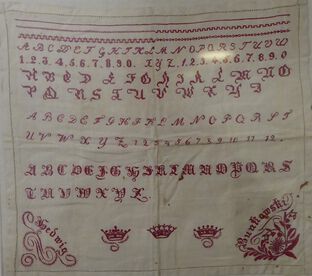 A B C D E F G H I K L M N O P Q R S T U V W
1.2.3.4.5.6.7.8.9.0. X Y Z. 1.2.3.4.5.6.7.8.9.0
A B C D E F G H I K L M N O
P Q R S T U V W X Y Z
A B C D E F G H I K L M N O P Q R S T
U V W X Y Z 1 2 3 4 5 6 7 8 9 10 11 12.
A B C D E F G H I K L M N O P Q R S
T U V W X Y Z.
Hedwig